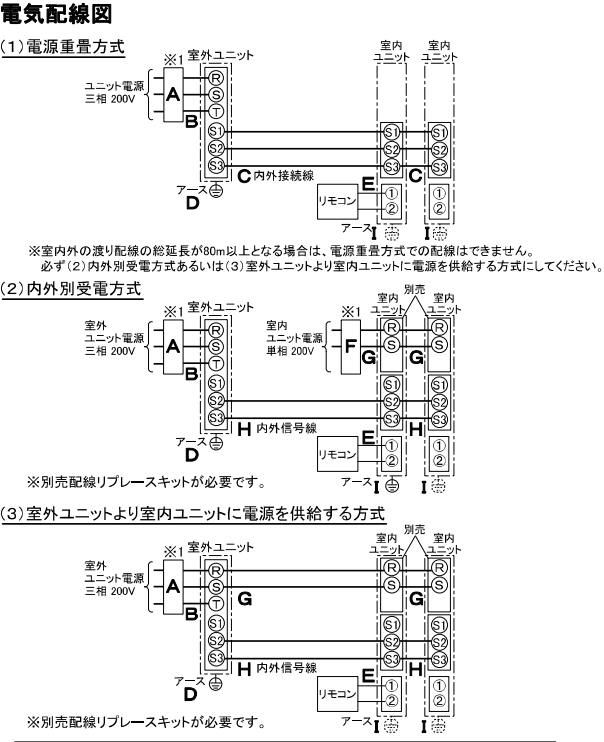 電気配線図
(1)電源重畳方式
※1 室外ユニット
室内
ユニット
室内
ユニット
ユニット電源
三相 200V
A
B
R
S
T
S1
S2
S3
S1
S2
S3
S1
S2
S3
C 内外接続線
C
アース
D
リモコン
E
①
②
①
②
アース
I
I
※室内外の渡り配線の総延長が80m以上となる場合は、電源重畳方式での配線はできません。
必ず(2)内外別受電方式あるいは(3)室外ユニットより室内ユニットに電源を供給する方式にしてください。
(2)内外別受電方式
※1 室外ユニット
※1
別売
室内
ユニット
室内
ユニット
室外
ユニット電源
三相 200V
A
B
R
S
T
S1
S2
S3
室内
ユニット電源
単相 200V
F
G
G
R
S
R
S
S1
S2
S3
S1
S2
S3
H 内外信号線
H
アース
D
リモコン
E
①
②
①
②
アース
I
I
※別売配線リプレースキットが必要です。
(3)室外ユニットより室内ユニットに電源を供給する方式
※1 室外ユニット
別売
室内
ユニット
室内
ユニット
室外
ユニット電源
三相 200V
A
B
R
S
T
S1
S2
S3
G
G
R
S
R
S
S1
S2
S3
S1
S2
S3
H 内外信号線
H
アース
D
リモコン
E
①
②
①
②
アース
I
I
※別売配線リプレースキットが必要です。